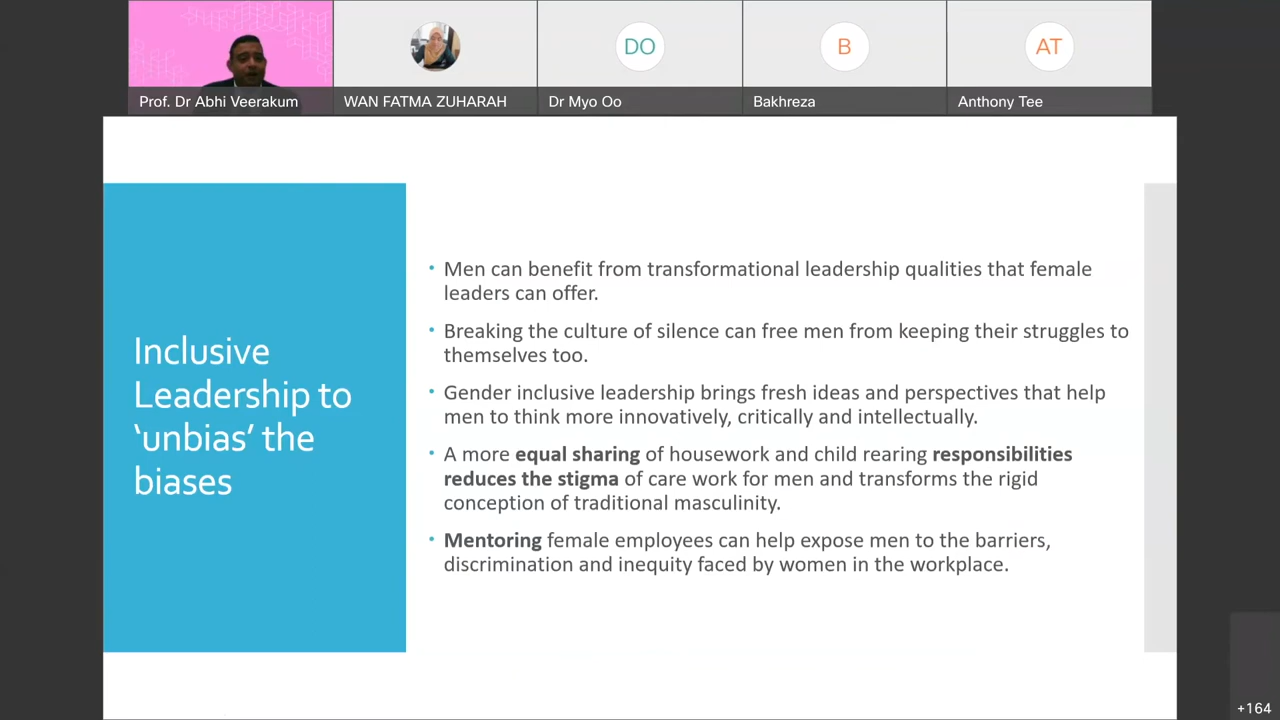 DO
B
AT
Prof. Dr Abhi Veerakum
WAN FATMA ZUHARAH
Dr Myo Oo
Bakhreza
Anthony Tee
Inclusive
Leadership to
‘unbias’ the
biases
• Men can benefit from transformational leadership qualities that female
leaders can offer.
• Breaking the culture of silence can free men from keeping their struggles to
themselves too.
• Gender inclusive leadership brings fresh ideas and perspectives that help
men to think more innovatively, critically and intellectually.
• A more equal sharing of housework and child rearing responsibilities
reduces the stigma of care work for men and transforms the rigid
conception of traditional masculinity.
• Mentoring female employees can help expose men to the barriers,
discrimination and inequity faced by women in the workplace.
+164